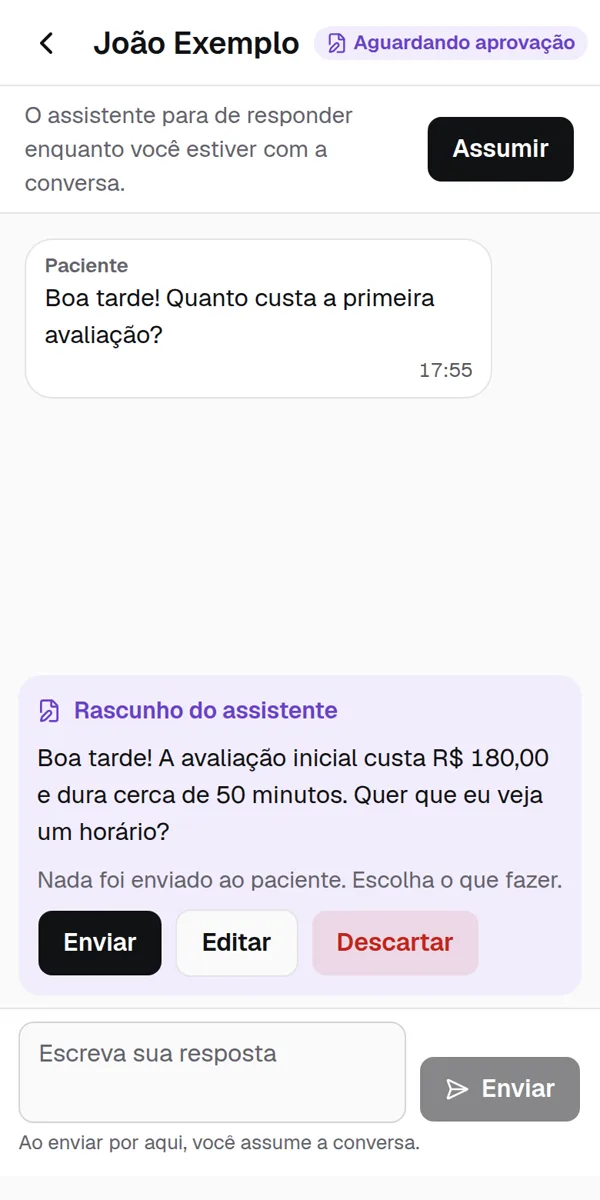 João Exemplo
Aguardando aprovação
O assistente para de responder
enquanto você estiver com a
conversa.
Assumir
Paciente
Boa tarde! Quanto custa a primeira
avaliação?
17:55
Rascunho do assistente
Boa tarde! A avaliação inicial custa R$ 180,00
e dura cerca de 50 minutos. Quer que eu veja
um horário?
Nada foi enviado ao paciente. Escolha o que fazer.
Enviar
Editar
Descartar
Escreva sua resposta
Enviar
Ao enviar por aqui, você assume a conversa.